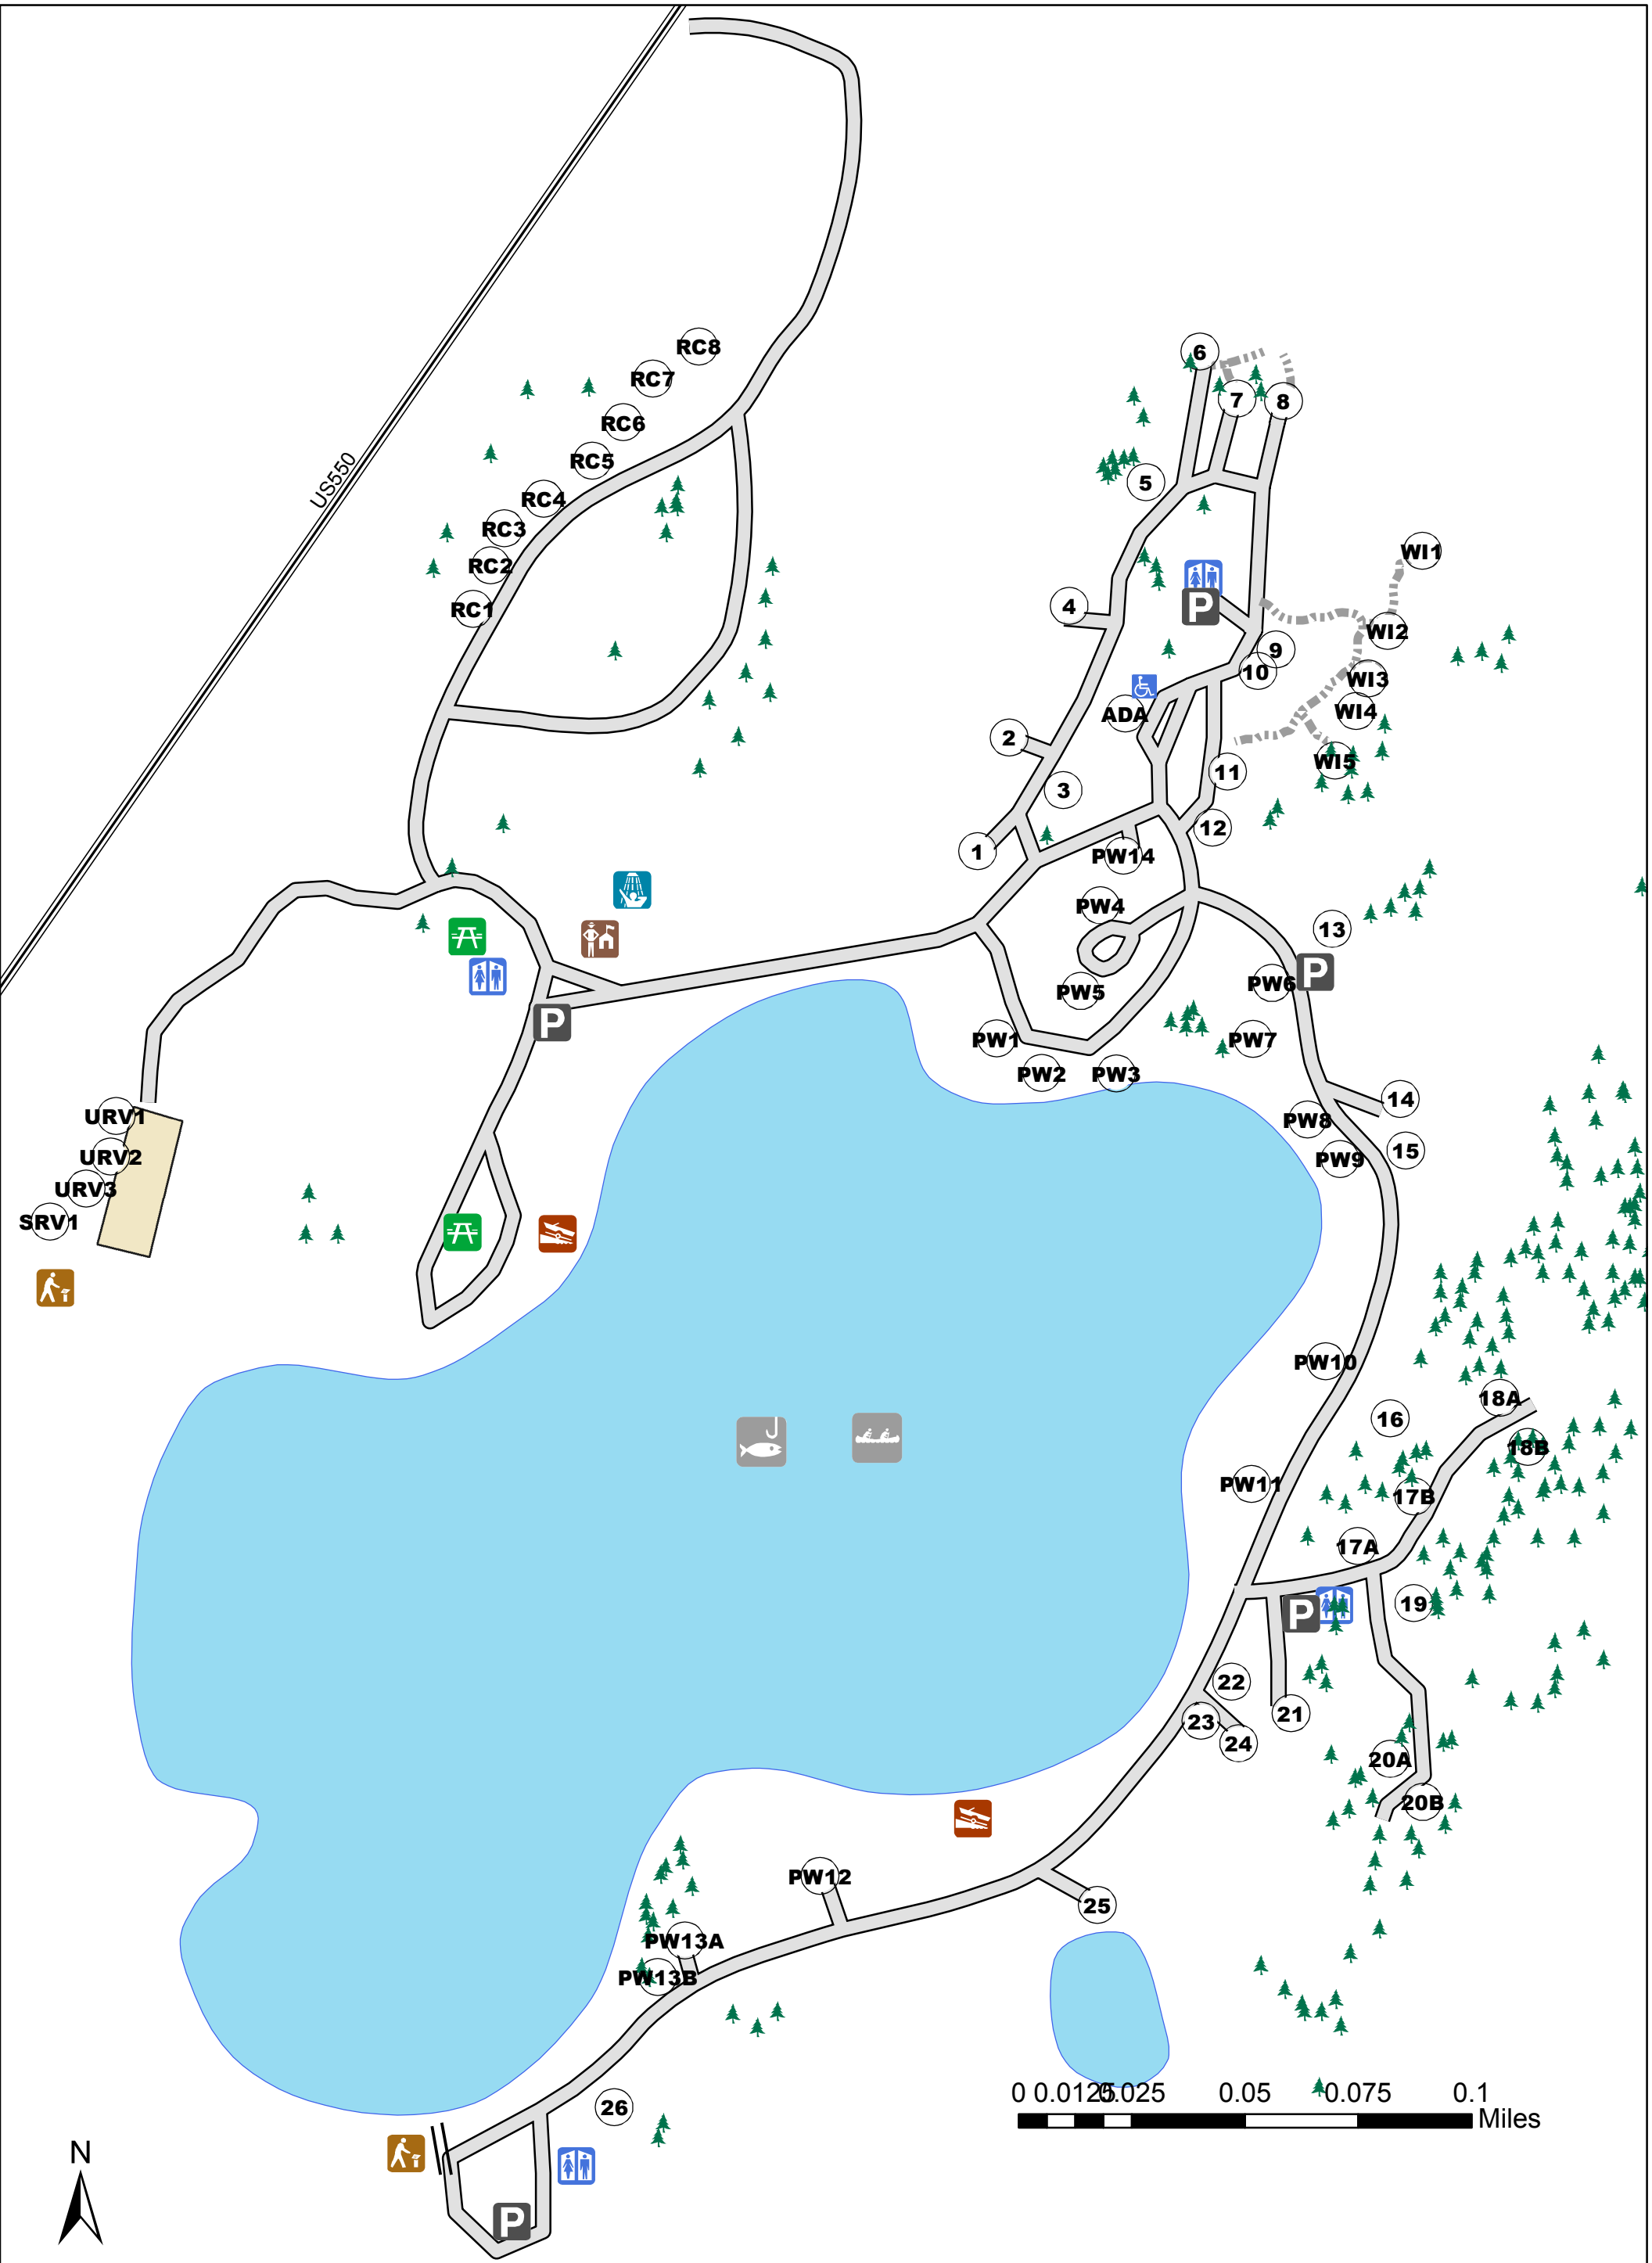 6
RC8
RC7
7
8
RC6
RC5
US550
5
RC4
RC3
WI1
RC2
4
P
RC1
WI2
9
10
WI3
ADA
WI4
2
WI5
11
3
12
1
PW14
PW4
13
P
PW6
PW5
P
PW1
PW7
PW2
PW3
14
URV1
PW8
15
URV2
PW9
URV3
SRV1
PW10
18A
16
18B
PW11
17B
17A
19
P
22
21
23
24
20A
20B
PW12
25
PW13A
PW13B
0 0.0125 0.025 0.05 0.075 0.1
Miles
26
N
P